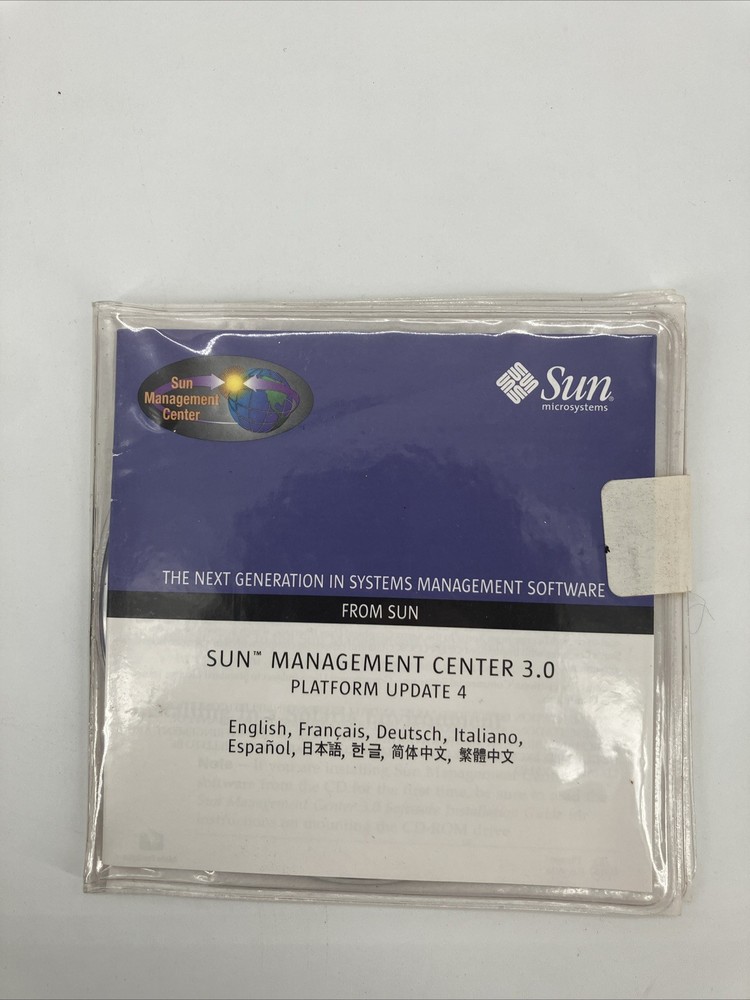 Sun
Management
Center
Sun
microsystems
THE NEXT GENERATION IN SYSTEMS MANAGEMENT SOFTWARE
FROM SUN
SUN™ MANAGEMENT CENTER 3.0
PLATFORM UPDATE 4
English, Français, Deutsch, Italiano,
Español, 日本語, 한글, 简体中文, 繁體中文